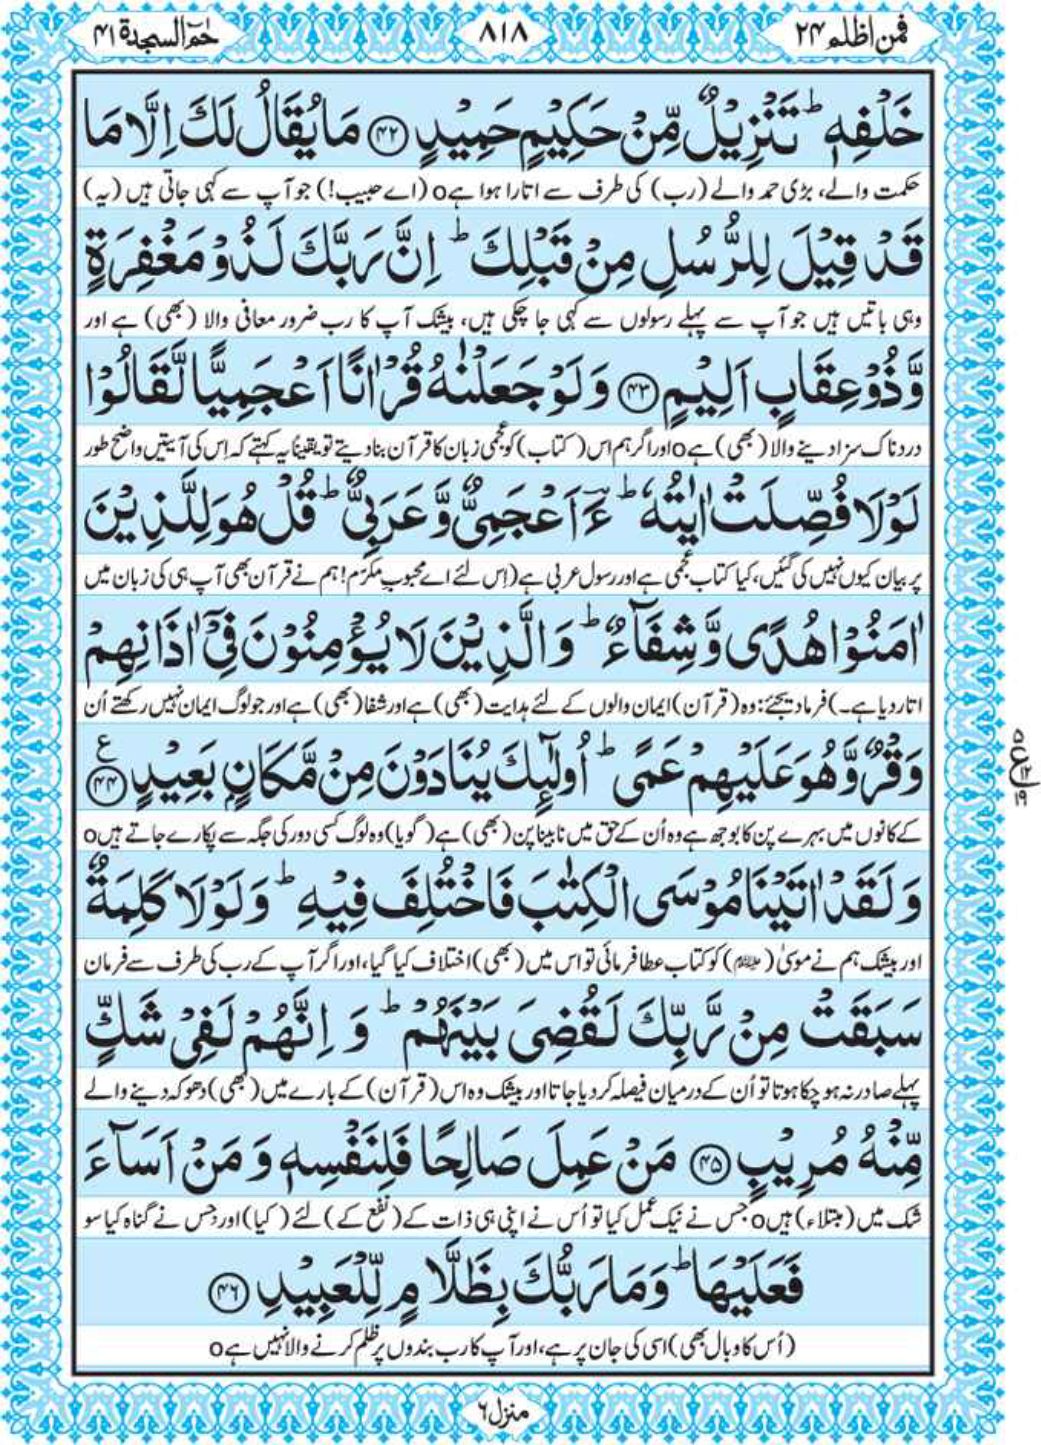 فمن اظلم ۲۴
۸۱۸
حٰمٓ السجدة ۴۱
خَلْفِهٖ ؕ تَنْزِيْلٌ مِّنْ حَكِيْمٍ حَمِيْدٍ ﴿۴۲﴾ مَا يُقَالُ لَكَ اِلَّا مَا
حکمت والے، بڑی حمد والے (رب) کی طرف سے اتارا ہوا ہےo (اے حبیب!) جو آپ سے کہی جاتی ہیں (یہ)
قَدْ قِيْلَ لِلرُّسُلِ مِنْ قَبْلِكَ ؕ اِنَّ رَبَّكَ لَذُوْ مَغْفِرَةٍ
وہی باتیں ہیں جو آپ سے پہلے رسولوں سے کہی جا چکی ہیں، بیشک آپ کا رب ضرور معافی والا (بھی) ہے اور
وَّ ذُوْ عِقَابٍ اَلِيْمٍ ﴿۴۳﴾ وَ لَوْ جَعَلْنٰهُ قُرْاٰنًا اَعْجَمِيًّا لَّقَالُوْا
دردناک سزا دینے والا (بھی) ہےo اور اگر ہم اس (کتاب) کو عجمی زبان کا قرآن بنا دیتے تو یقیناً یہ کہتے کہ اِس کی آیتیں واضح طور
لَوْ لَا فُصِّلَتْ اٰيٰتُهٗ ؕ ءَؔاَعْجَمِيٌّ وَّ عَرَبِيٌّ ؕ قُلْ هُوَ لِلَّذِيْنَ
پر بیان کیوں نہیں کی گئیں، کیا کتاب عجمی ہے اور رسول عربی ہے (اِس لئے اے محبوبِ مکرّم! ہم نے قرآن بھی آپ ہی کی زبان میں
اٰمَنُوْا هُدًى وَّ شِفَآءٌ ؕ وَ الَّذِيْنَ لَا يُؤْمِنُوْنَ فِيْٓ اٰذَانِهِمْ
اتار دیا ہے۔) فرما دیجئے: وہ (قرآن) ایمان والوں کے لئے ہدایت (بھی) ہے اور شفا (بھی) ہے اور جو لوگ ایمان نہیں رکھتے اُن
وَقْرٌ وَّ هُوَ عَلَيْهِمْ عَمًى ؕ اُولٰٓئِكَ يُنَادَوْنَ مِنْ مَّكَانٍۭ بَعِيْدٍ ﴿۴۴﴾ ع
کے کانوں میں بہرے پن کا بوجھ ہے وہ اُن کے حق میں نابینا پن (بھی) ہے (گویا) وہ لوگ کسی دور کی جگہ سے پکارے جاتے ہیںo
۵
ع
۱۲
۱۹
وَ لَقَدْ اٰتَيْنَا مُوْسَى الْكِتٰبَ فَاخْتُلِفَ فِيْهِ ؕ وَ لَوْ لَا كَلِمَةٌ
اور بیشک ہم نے موسٰی (علیہ السلام) کو کتاب عطا فرمائی تو اس میں (بھی) اختلاف کیا گیا، اور اگر آپ کے رب کی طرف سے فرمان
سَبَقَتْ مِنْ رَّبِّكَ لَقُضِيَ بَيْنَهُمْ ؕ وَ اِنَّهُمْ لَفِيْ شَكٍّ
پہلے صادر نہ ہو چکا ہوتا تو اُن کے درمیان فیصلہ کر دیا جاتا اور بیشک وہ اس (قرآن) کے بارے میں (بھی) دھوکہ دینے والے
مِّنْهُ مُرِيْبٍ ﴿۴۵﴾ مَنْ عَمِلَ صَالِحًا فَلِنَفْسِهٖ وَ مَنْ اَسَآءَ
شک میں (مبتلاء) ہیںo جس نے نیک عمل کیا تو اُس نے اپنی ہی ذات کے (نفع کے) لئے (کیا) اور جس نے گناہ کیا سو
فَعَلَيْهَا ؕ وَ مَا رَبُّكَ بِظَلَّامٍ لِّلْعَبِيْدِ ﴿۴۶﴾
(اُس کا وبال بھی) اسی کی جان پر ہے، اور آپ کا رب بندوں پر ظلم کرنے والا نہیں ہےo
منزل ۶